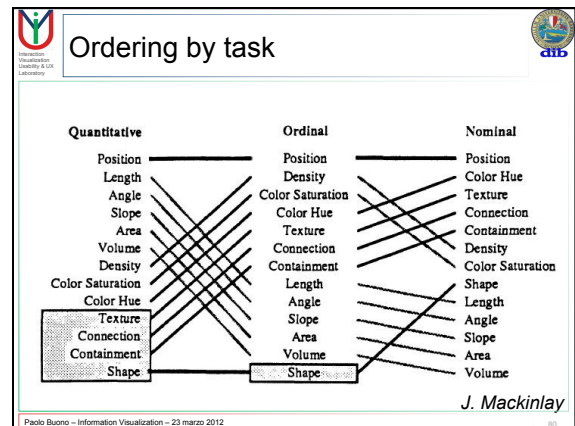 Interaction
Visualization
Usability & UX
Laboratory
Ordering by task
dib
Quantitative
Position
Length
Angle
Slope
Area
Volume
Density
Color Saturation
Color Hue
Texture
Connection
Containment
Shape
Ordinal
Position
Density
Color Saturation
Color Hue
Texture
Connection
Containment
Length
Angle
Slope
Area
Volume
Shape
Nominal
Position
Color Hue
Texture
Connection
Containment
Density
Color Saturation
Shape
Length
Angle
Slope
Area
Volume
J. Mackinlay
Paolo Buono – Information Visualization – 23 marzo 2012
80